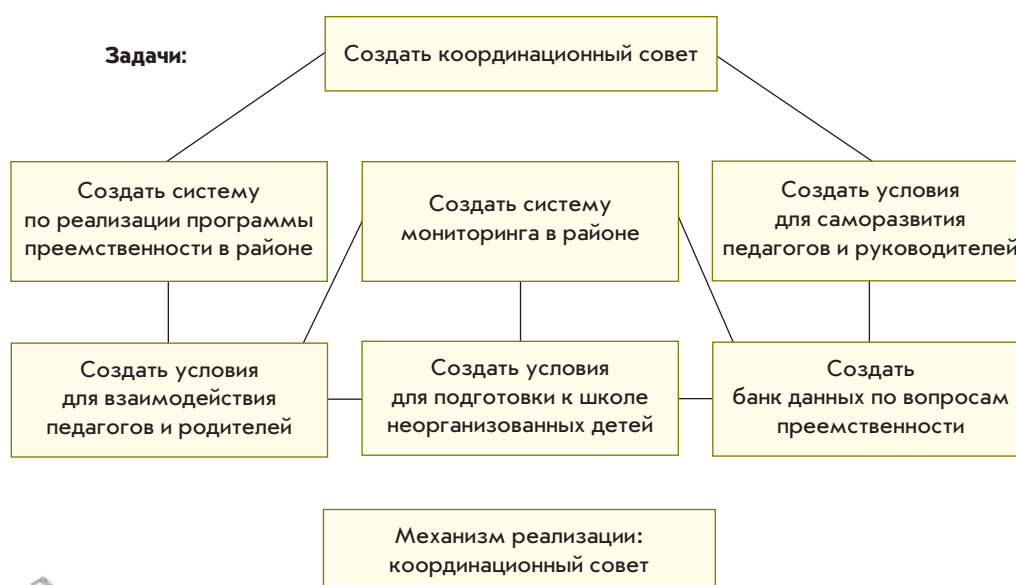 Задачи:
Создать координационный совет
Создать систему
по реализации программы
преемственности в районе
Создать систему
мониторинга в районе
Создать условия
для саморазвития
педагогов и руководителей
Создать условия
для взаимодействия
педагогов и родителей
Создать условия
для подготовки к школе
неорганизованных детей
Создать
банк данных по вопросам
преемственности
Механизм реализации:
координационный совет